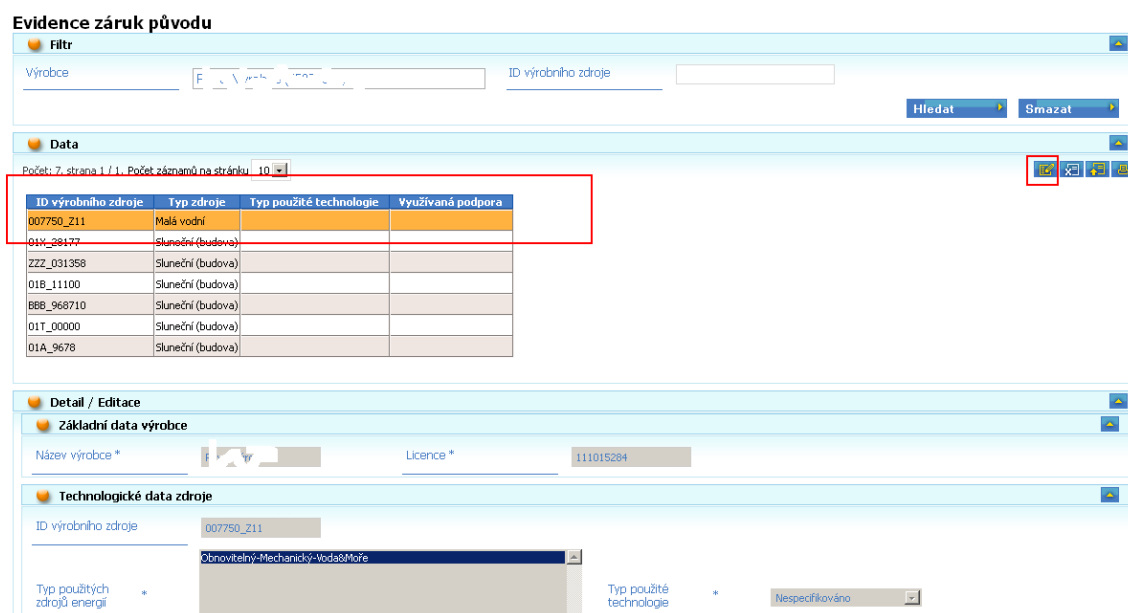 Evidence záruk původu
Filtr
Výrobce ID výrobního zdroje
Hledat Smazat
Data
Počet: 7, strana 1 / 1. Počet záznamů na stránku 10
ID výrobního zdroje Typ zdroje Typ použité technologie Využívaná podpora
007750_Z11 Malá vodní
01X_28177 Sluneční (budova)
ZZZ_031358 Sluneční (budova)
01B_11100 Sluneční (budova)
BBB_968710 Sluneční (budova)
01T_00000 Sluneční (budova)
01A_9678 Sluneční (budova)
Detail / Editace
Základní data výrobce
Název výrobce * Licence * 111015284
Technologické data zdroje
ID výrobního zdroje 007750_Z11
Obnovitelný-Mechanický-Voda&Moře
Typ použitých zdrojů energií * Typ použité technologie * Nespecifikováno